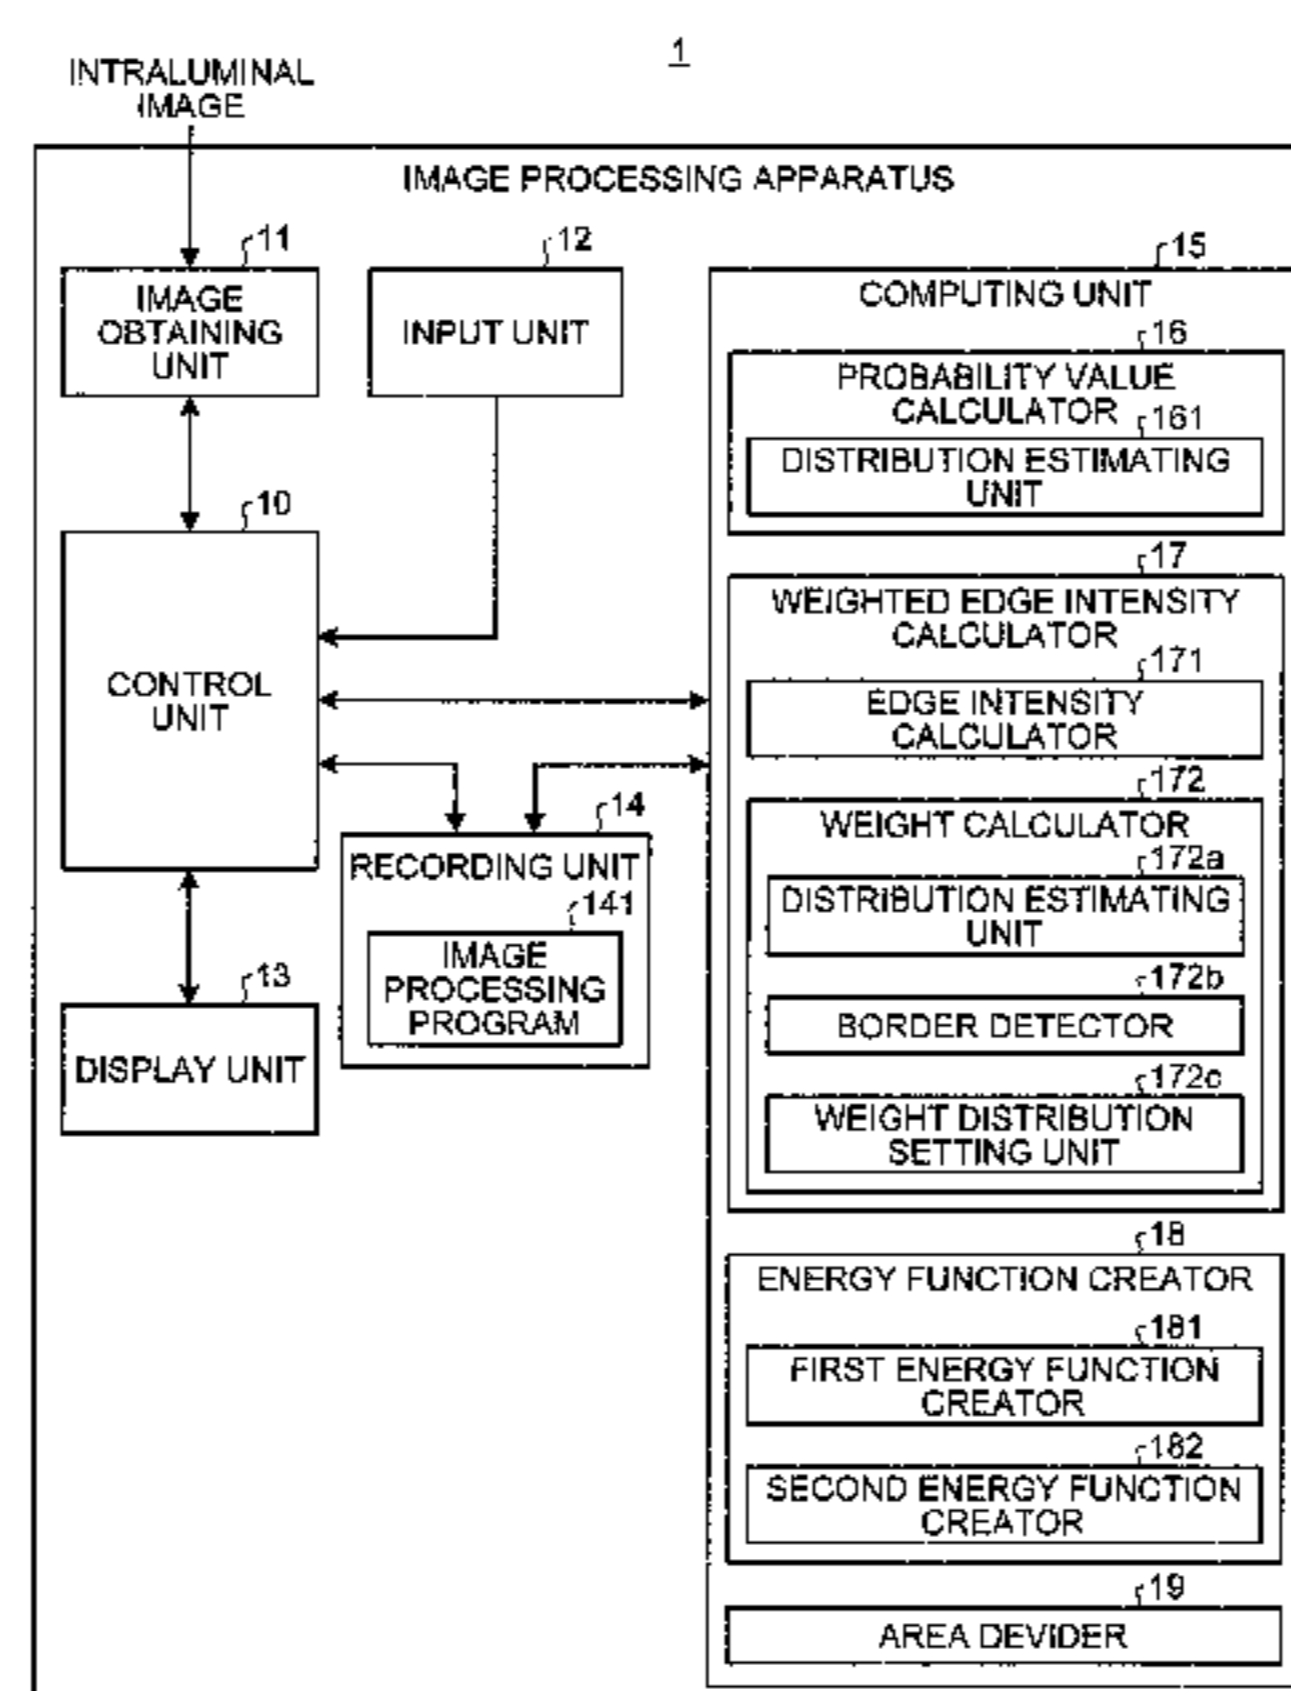 1
INTRALUMINAL
IMAGE
IMAGE PROCESSING APPARATUS
11
IMAGE
OBTAINING
UNIT
12
INPUT UNIT
10
CONTROL
UNIT
13
DISPLAY UNIT
14
RECORDING UNIT
141
IMAGE
PROCESSING
PROGRAM
15
COMPUTING UNIT
16
PROBABILITY VALUE
CALCULATOR
161
DISTRIBUTION ESTIMATING
UNIT
17
WEIGHTED EDGE INTENSITY
CALCULATOR
171
EDGE INTENSITY
CALCULATOR
172
WEIGHT CALCULATOR
172a
DISTRIBUTION ESTIMATING
UNIT
172b
BORDER DETECTOR
172c
WEIGHT DISTRIBUTION
SETTING UNIT
18
ENERGY FUNCTION CREATOR
181
FIRST ENERGY FUNCTION
CREATOR
182
SECOND ENERGY FUNCTION
CREATOR
19
AREA DEVIDER